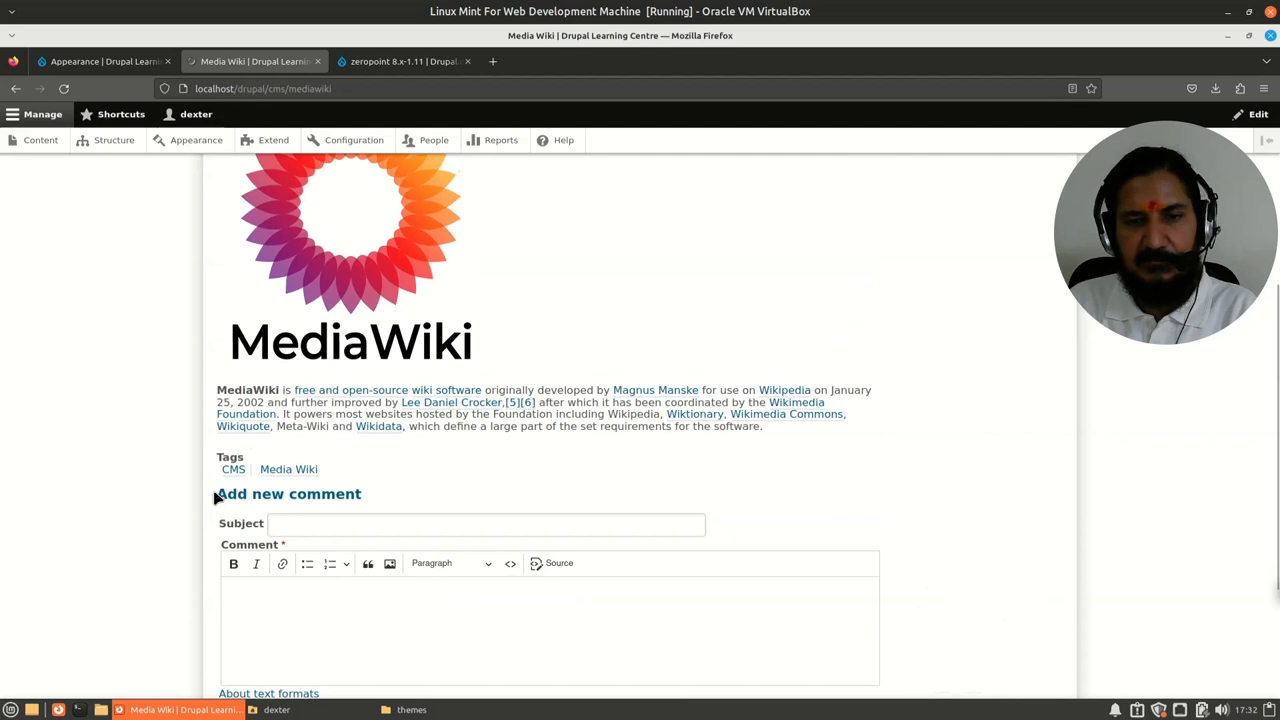 Linux Mint For Web Development Machine [Running] - Oracle VM VirtualBox
Media Wiki | Drupal Learning Centre — Mozilla Firefox
Appearance | Drupal Learni
Media Wiki | Drupal Learnin
zeropoint 8.x-1.11 | Drupal.
localhost/drupal/cms/mediawiki
Manage Shortcuts dexter Edit
Content Structure Appearance Extend Configuration People Reports Help
MediaWiki
MediaWiki is free and open-source wiki software originally developed by Magnus Manske for use on Wikipedia on January
25, 2002 and further improved by Lee Daniel Crocker,[5][6] after which it has been coordinated by the Wikimedia
Foundation. It powers most websites hosted by the Foundation including Wikipedia, Wiktionary, Wikimedia Commons,
Wikiquote, Meta-Wiki and Wikidata, which define a large part of the set requirements for the software.
Tags
CMS Media Wiki
Add new comment
Subject
Comment *
B I Paragraph Source
About text formats
Media Wiki | Drupal Learni... dexter themes 17:32